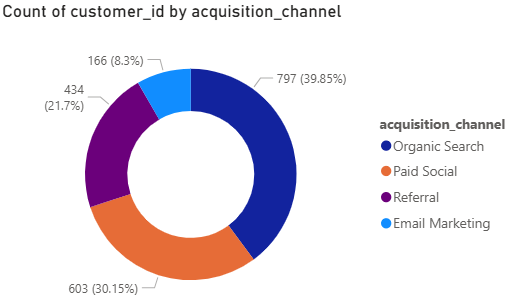 Count of customer_id by acquisition_channel
166 (8.3%)
797 (39.85%)
434
(21.7%)
603 (30.15%)
acquisition_channel
Organic Search
Paid Social
Referral
Email Marketing